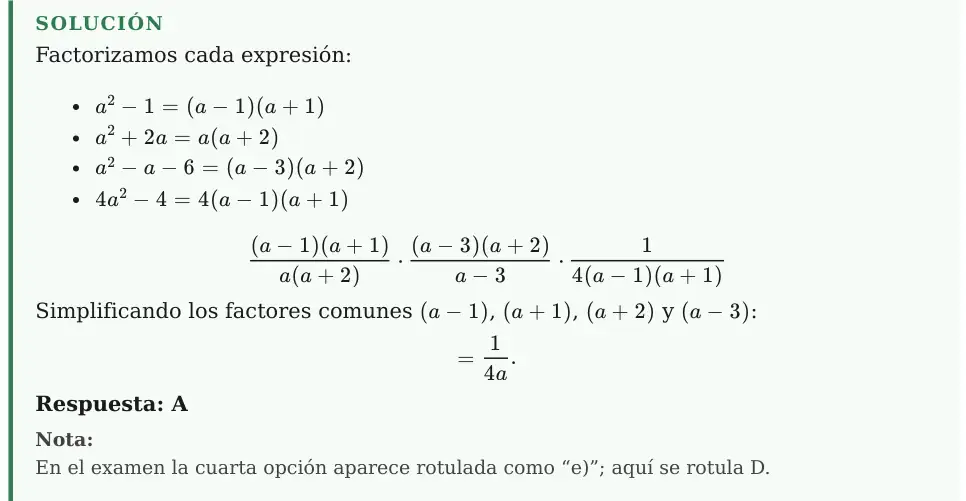 SOLUCIÓN
Factorizamos cada expresión:
• a² − 1 = (a − 1)(a + 1)
• a² + 2a = a(a + 2)
• a² − a − 6 = (a − 3)(a + 2)
• 4a² − 4 = 4(a − 1)(a + 1)
(a − 1)(a + 1) / a(a + 2) · (a − 3)(a + 2) / a − 3 · 1 / 4(a − 1)(a + 1)
Simplificando los factores comunes (a − 1), (a + 1), (a + 2) y (a − 3):
= 1 / 4a.
Respuesta: A
Nota:
En el examen la cuarta opción aparece rotulada como “e)”; aquí se rotula D.